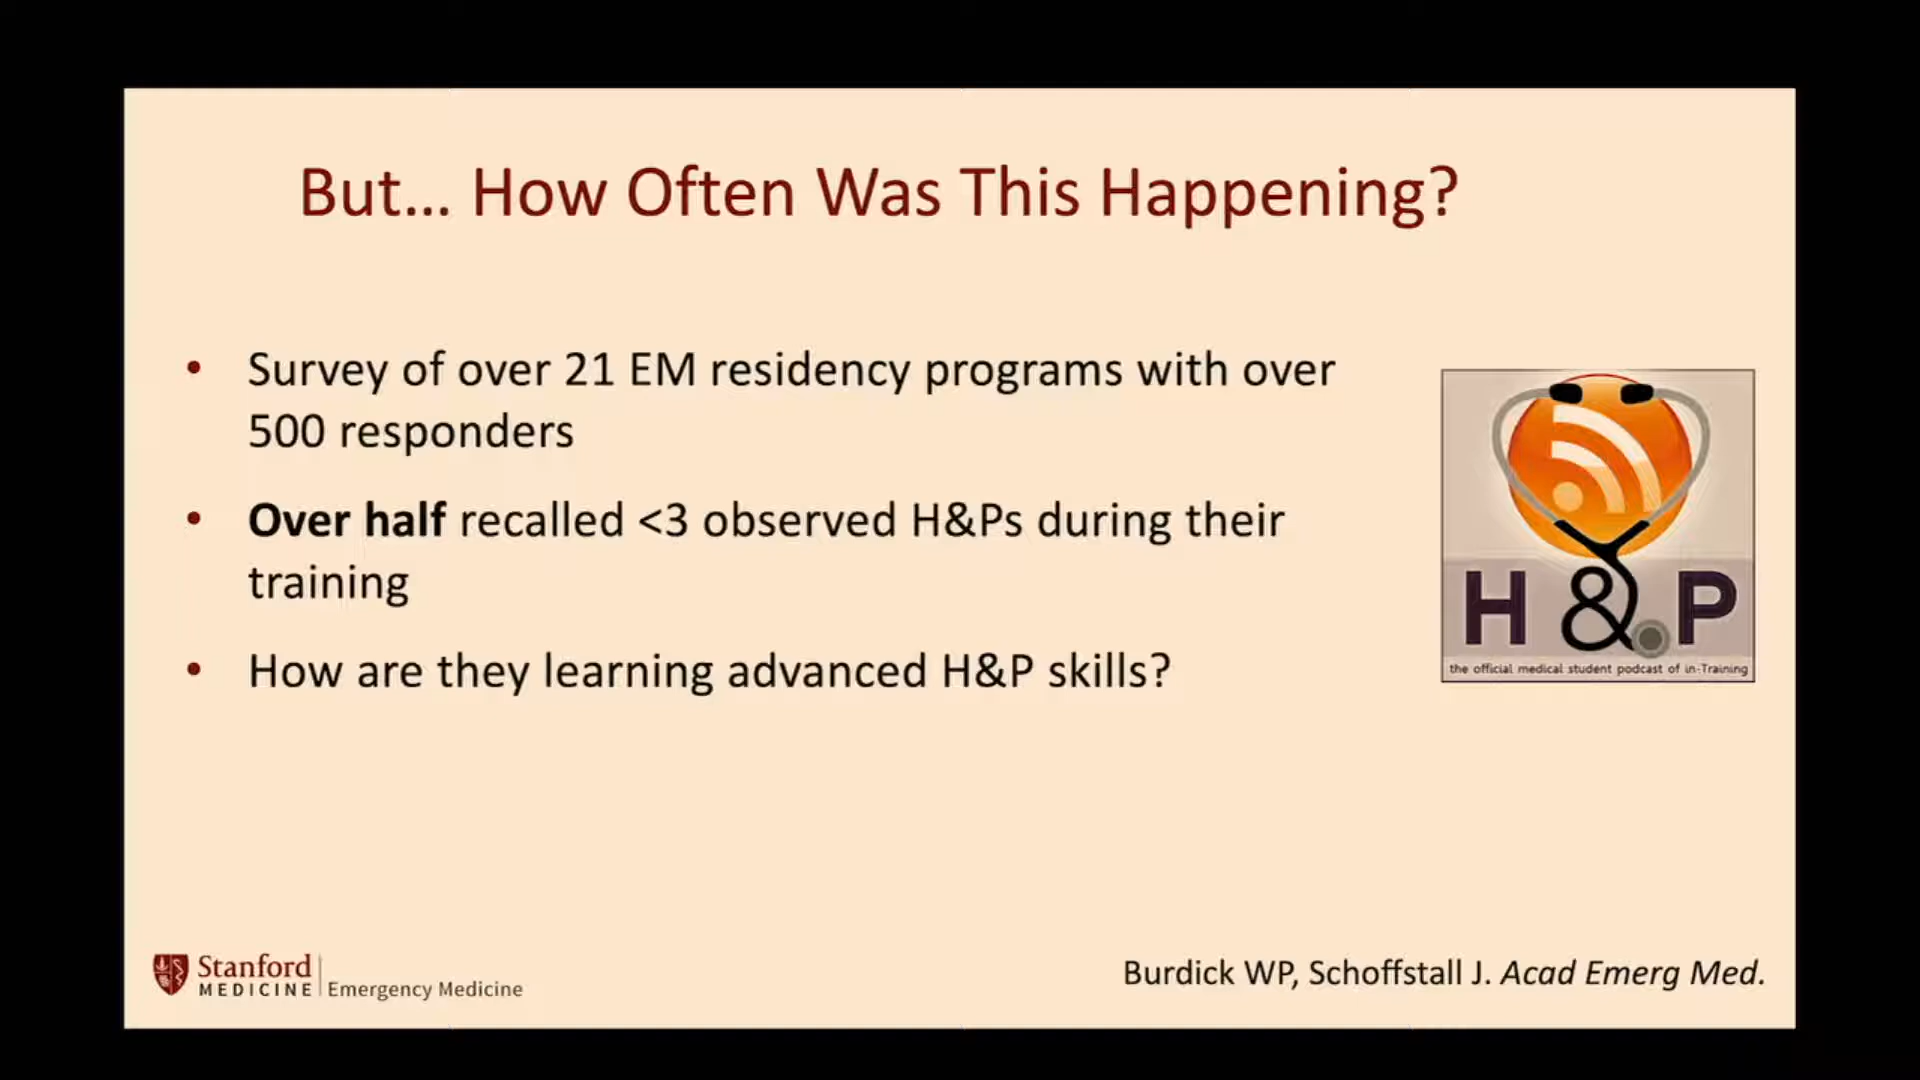 But... How Often Was This Happening?
• Survey of over 21 EM residency programs with over
500 responders
• Over half recalled <3 observed H&Ps during their
training
• How are they learning advanced H&P skills?
H & P
the official medical student podcast of in-Training
Stanford
MEDICINE
Emergency Medicine
Burdick WP, Schoffstall J. Acad Emerg Med.